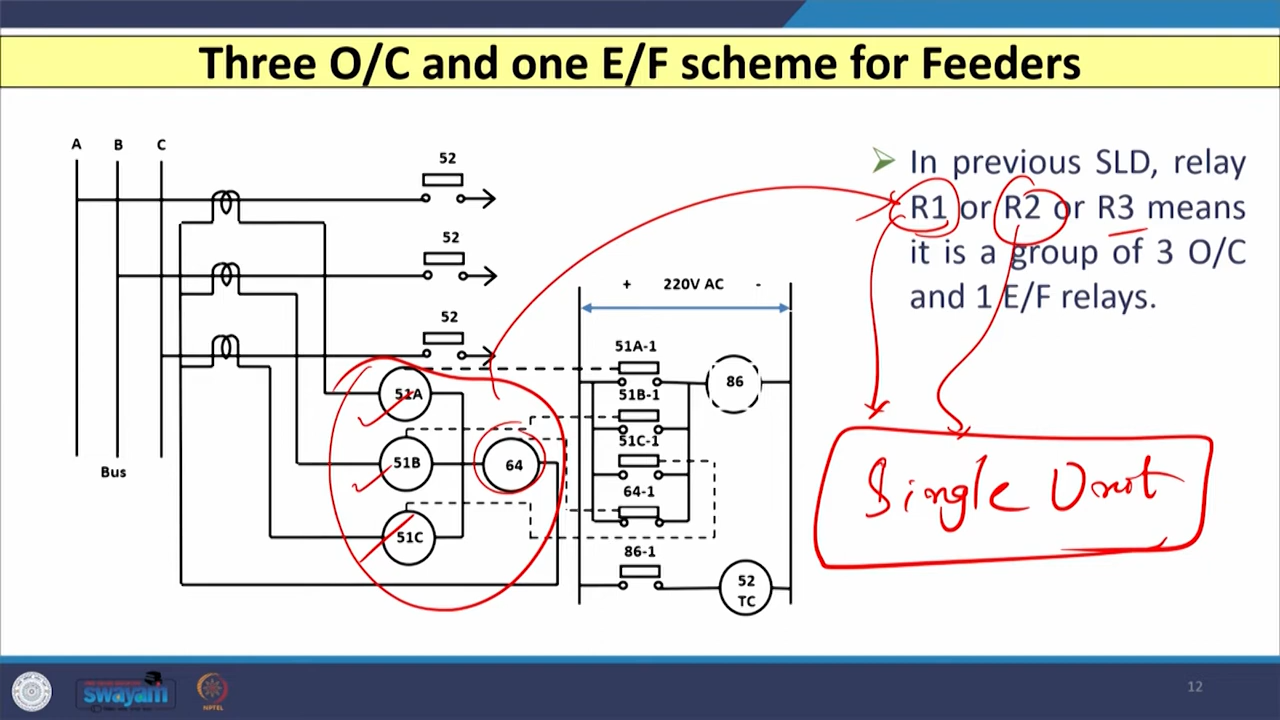 Three O/C and one E/F scheme for Feeders
A B C
52
52
52
Bus
51A
51B
51C
64
+ 220V AC -
51A-1
51B-1
51C-1
64-1
86-1
86
52
TC
➤ In previous SLD, relay
R1 or R2 or R3 means
it is a group of 3 O/C
and 1 E/F relays.
Single Unit
swayam
NPTEL
12